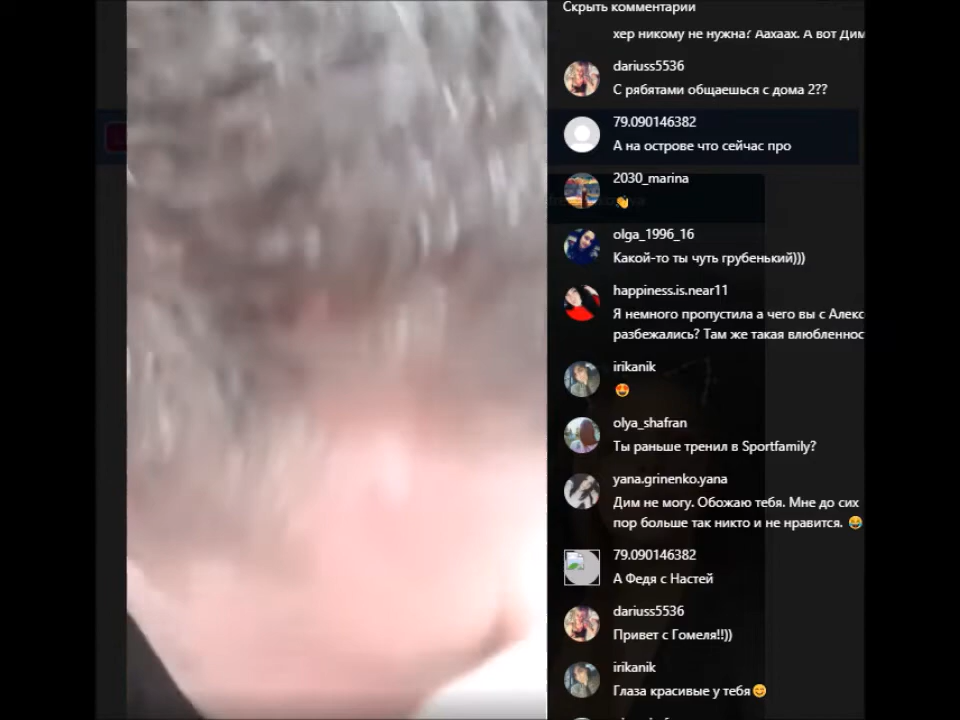 Скрыть комментарии
хер никому не нужна? Аахаах. А вот Дим
dariuss5536
С рябятами общаешься с дома 2??
79.090146382
А на острове что сейчас про
2030_marina
👏
olga_1996_16
Какой-то ты чуть грубенький)))
happiness.is.near11
Я немного пропустила а чего вы с Алекс
разбежались? Там же такая влюбленнос
irikanik
😍
olya_shafran
Ты раньше тренил в Sportfamily?
yana.grinenko.yana
Дим не могу. Обожаю тебя. Мне до сих
пор больше так никто и не нравится. 😂
79.090146382
А Федя с Настей
dariuss5536
Привет с Гомеля!!))
irikanik
Глаза красивые у тебя😊